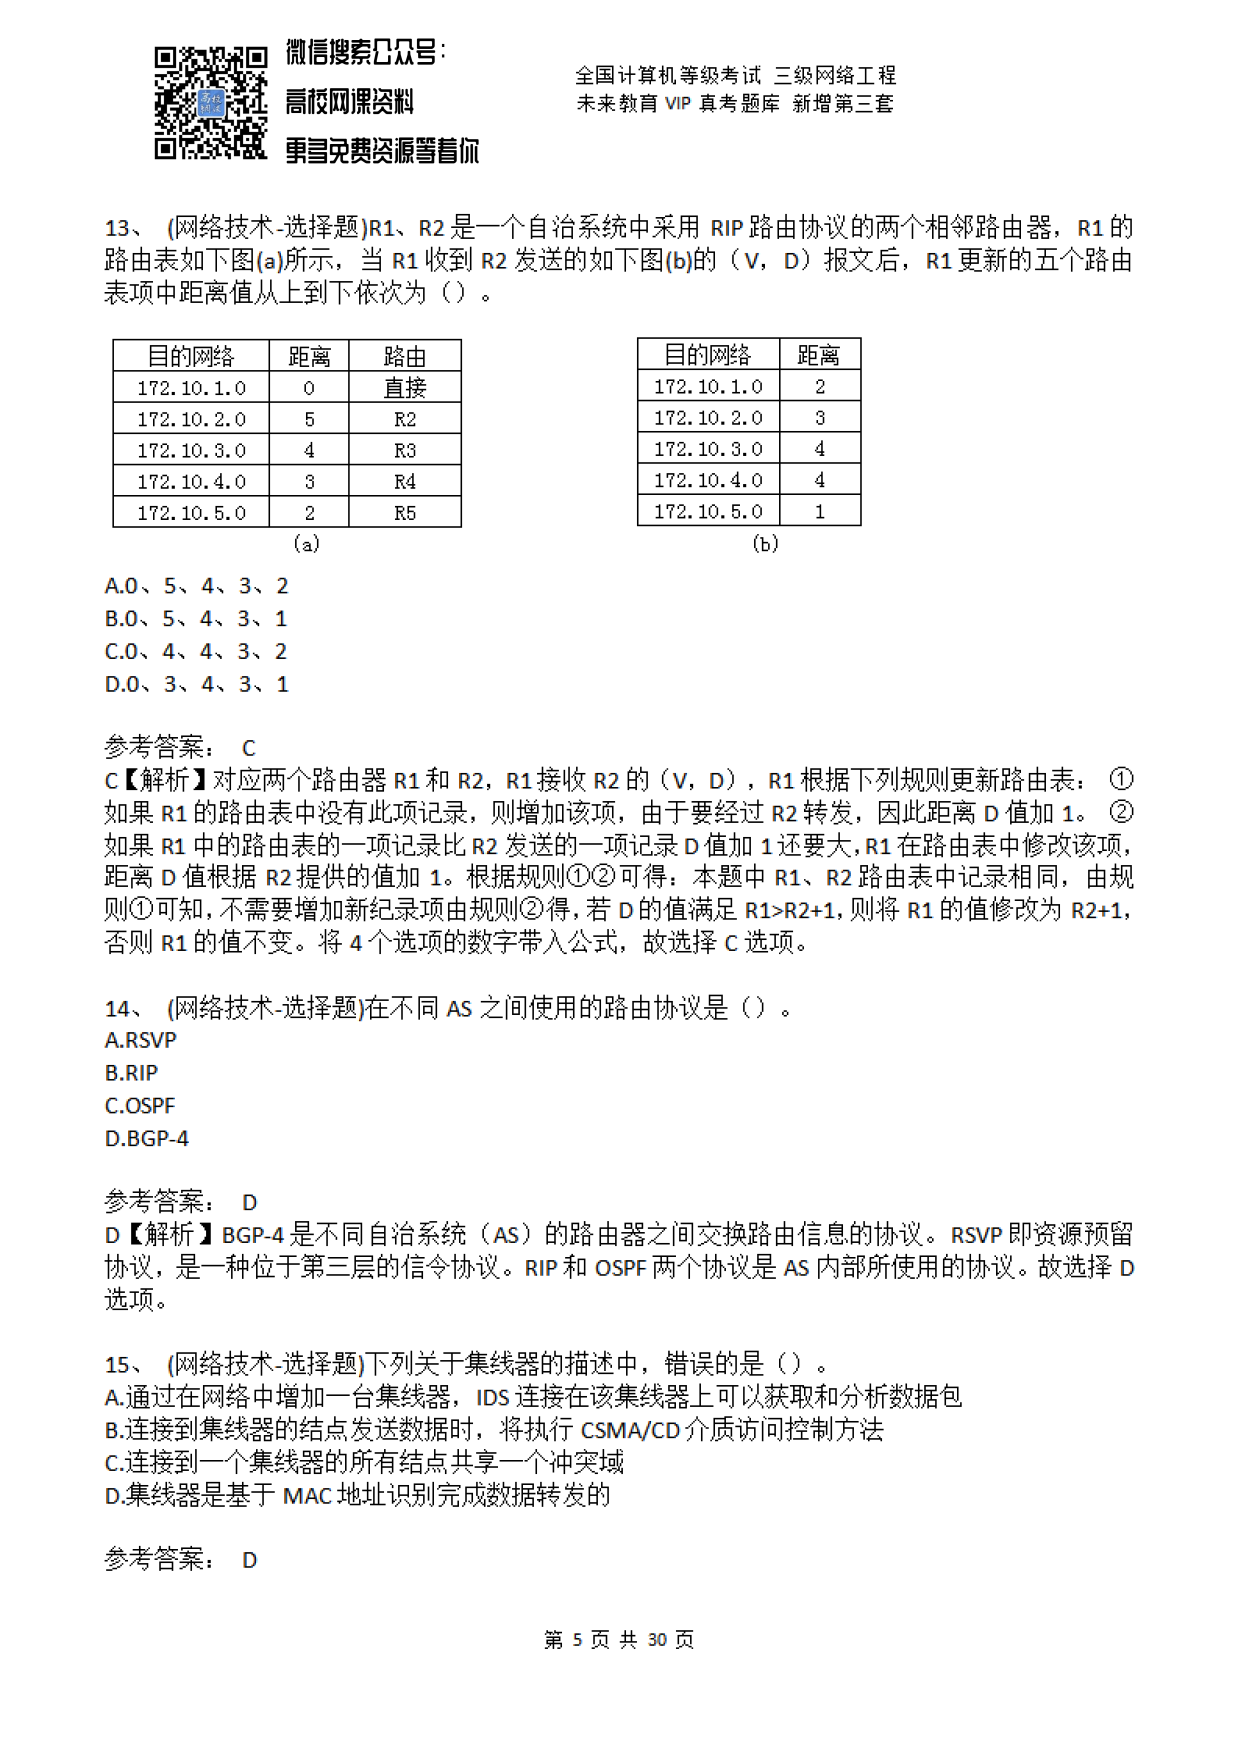 微信搜索公众号：
高校网课资料
更多免费资源等着你
全国计算机等级考试 三级网络工程
未来教育 VIP 真考题库 新增第三套
13、 (网络技术-选择题)R1、R2 是一个自治系统中采用 RIP 路由协议的两个相邻路由器，R1 的
路由表如下图(a)所示，当 R1 收到 R2 发送的如下图(b)的（V，D）报文后，R1 更新的五个路由
表项中距离值从上到下依次为（）。
目的网络 距离 路由
172.10.1.0 0 直接
172.10.2.0 5 R2
172.10.3.0 4 R3
172.10.4.0 3 R4
172.10.5.0 2 R5
(a)
目的网络 距离
172.10.1.0 2
172.10.2.0 3
172.10.3.0 4
172.10.4.0 4
172.10.5.0 1
(b)
A.0、5、4、3、2
B.0、5、4、3、1
C.0、4、4、3、2
D.0、3、4、3、1
参考答案： C
C【解析】对应两个路由器 R1 和 R2，R1 接收 R2 的（V，D），R1 根据下列规则更新路由表： ①
如果 R1 的路由表中没有此项记录，则增加该项，由于要经过 R2 转发，因此距离 D 值加 1。 ②
如果 R1 中的路由表的一项记录比 R2 发送的一项记录 D 值加 1 还要大，R1 在路由表中修改该项，
距离 D 值根据 R2 提供的值加 1。根据规则①②可得：本题中 R1、R2 路由表中记录相同，由规
则①可知，不需要增加新纪录项由规则②得，若 D 的值满足 R1>R2+1，则将 R1 的值修改为 R2+1，
否则 R1 的值不变。将 4 个选项的数字带入公式，故选择 C 选项。
14、 (网络技术-选择题)在不同 AS 之间使用的路由协议是（）。
A.RSVP
B.RIP
C.OSPF
D.BGP-4
参考答案： D
D【解析】BGP-4 是不同自治系统（AS）的路由器之间交换路由信息的协议。RSVP 即资源预留
协议，是一种位于第三层的信令协议。RIP 和 OSPF 两个协议是 AS 内部所使用的协议。故选择 D
选项。
15、 (网络技术-选择题)下列关于集线器的描述中，错误的是（）。
A.通过在网络中增加一台集线器，IDS 连接在该集线器上可以获取和分析数据包
B.连接到集线器的结点发送数据时，将执行 CSMA/CD 介质访问控制方法
C.连接到一个集线器的所有结点共享一个冲突域
D.集线器是基于 MAC 地址识别完成数据转发的
参考答案： D
第 5 页 共 30 页